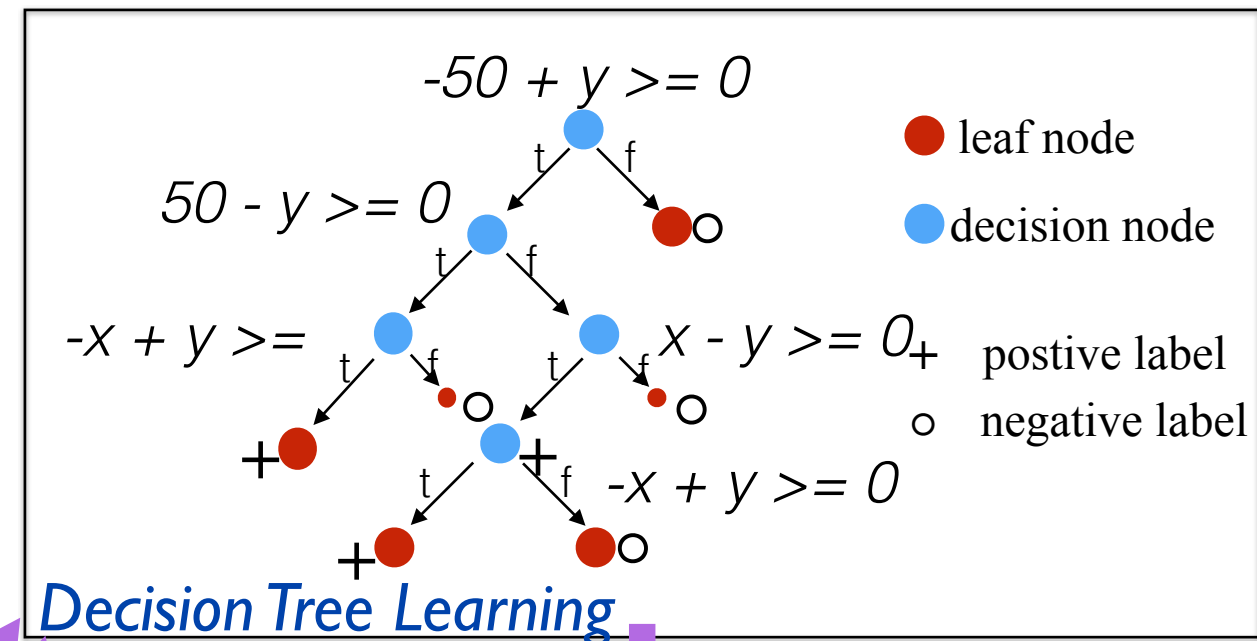 -50 + y >= 0
t f
leaf node
50 - y >= 0
decision node
t f
-x + y >=
x - y >= 0
t f
t f
+ postive label
negative label
+
+
t f
-x + y >= 0
+
Decision Tree Learning